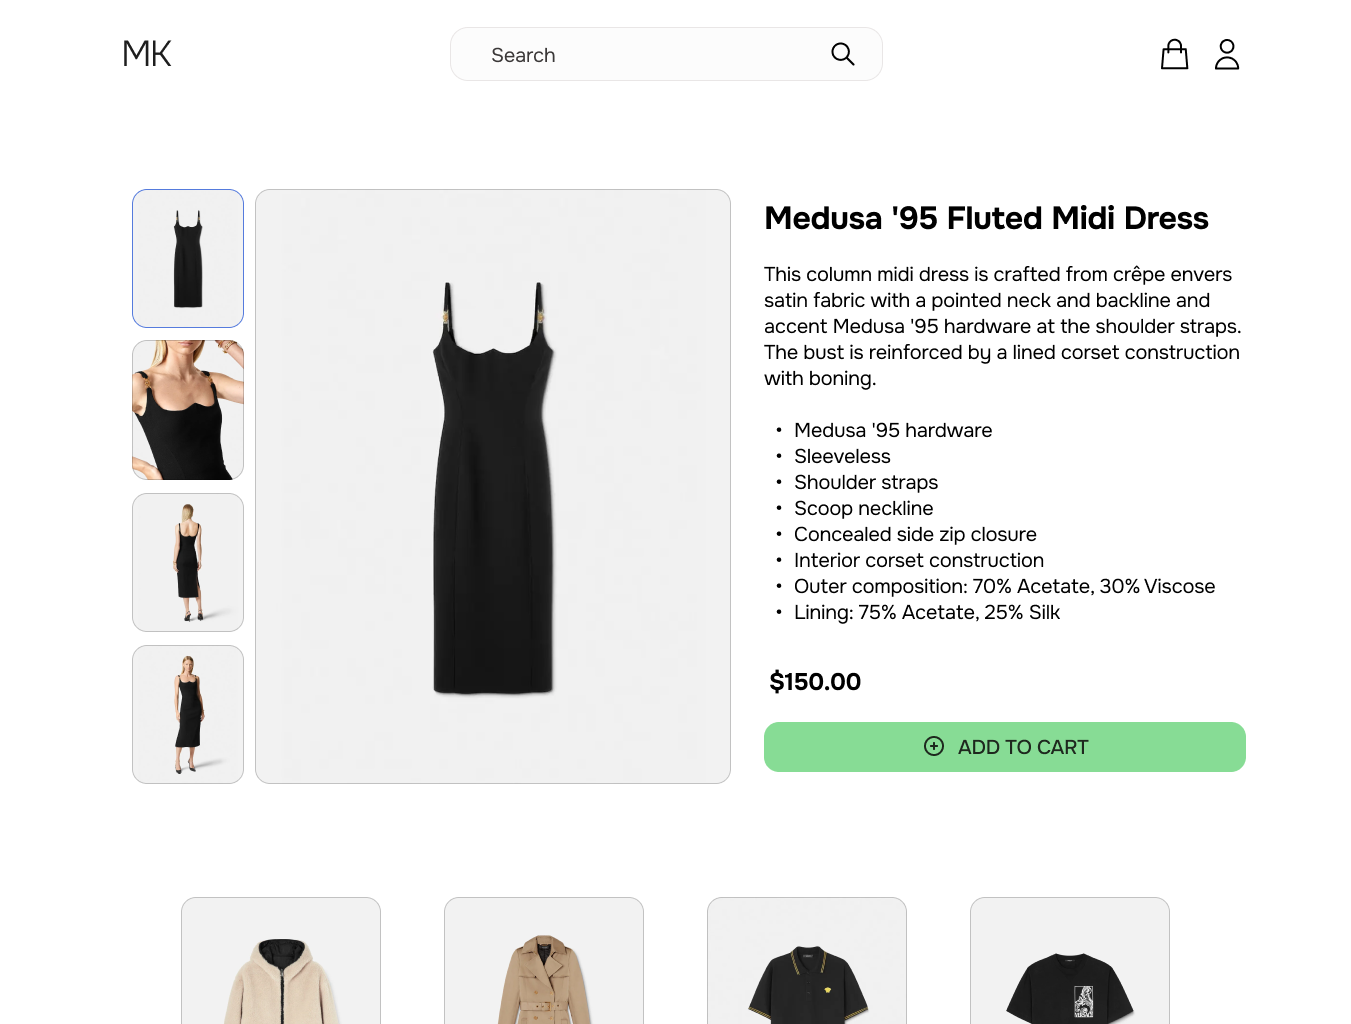 MK
Search
Medusa '95 Fluted Midi Dress
This column midi dress is crafted from crêpe envers
satin fabric with a pointed neck and backline and
accent Medusa '95 hardware at the shoulder straps.
The bust is reinforced by a lined corset construction
with boning.
• Medusa '95 hardware
• Sleeveless
• Shoulder straps
• Scoop neckline
• Concealed side zip closure
• Interior corset construction
• Outer composition: 70% Acetate, 30% Viscose
• Lining: 75% Acetate, 25% Silk
$150.00
ADD TO CART
VERSACE